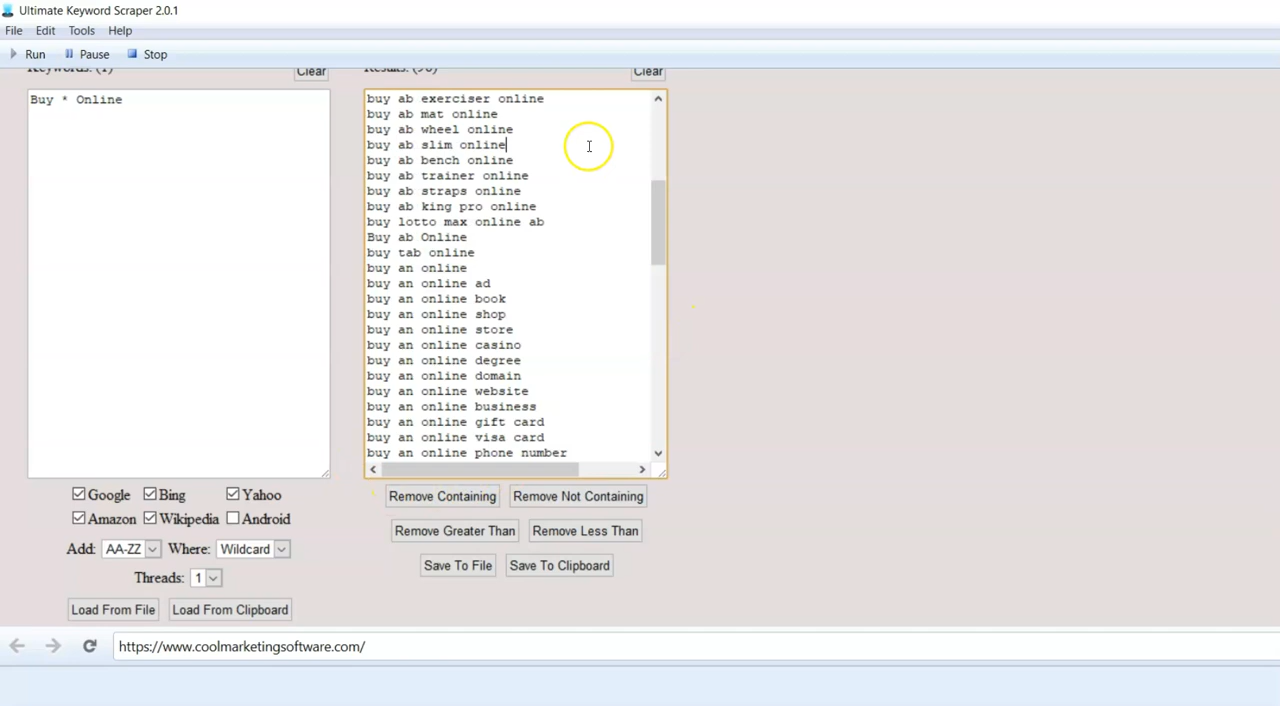 Ultimate Keyword Scraper 2.0.1
File Edit Tools Help
Run Pause Stop
Keywords: (1) Clear Results: (96) Clear
Buy * Online
buy ab exerciser online
buy ab mat online
buy ab wheel online
buy ab slim online
buy ab bench online
buy ab trainer online
buy ab straps online
buy ab king pro online
buy lotto max online ab
Buy ab Online
buy tab online
buy an online
buy an online ad
buy an online book
buy an online shop
buy an online store
buy an online casino
buy an online degree
buy an online domain
buy an online website
buy an online business
buy an online gift card
buy an online visa card
buy an online phone number
Google Bing Yahoo
Amazon Wikipedia Android
Add: AA-ZZ Where: Wildcard
Threads: 1
Load From File Load From Clipboard
Remove Containing Remove Not Containing
Remove Greater Than Remove Less Than
Save To File Save To Clipboard
https://www.coolmarketingsoftware.com/